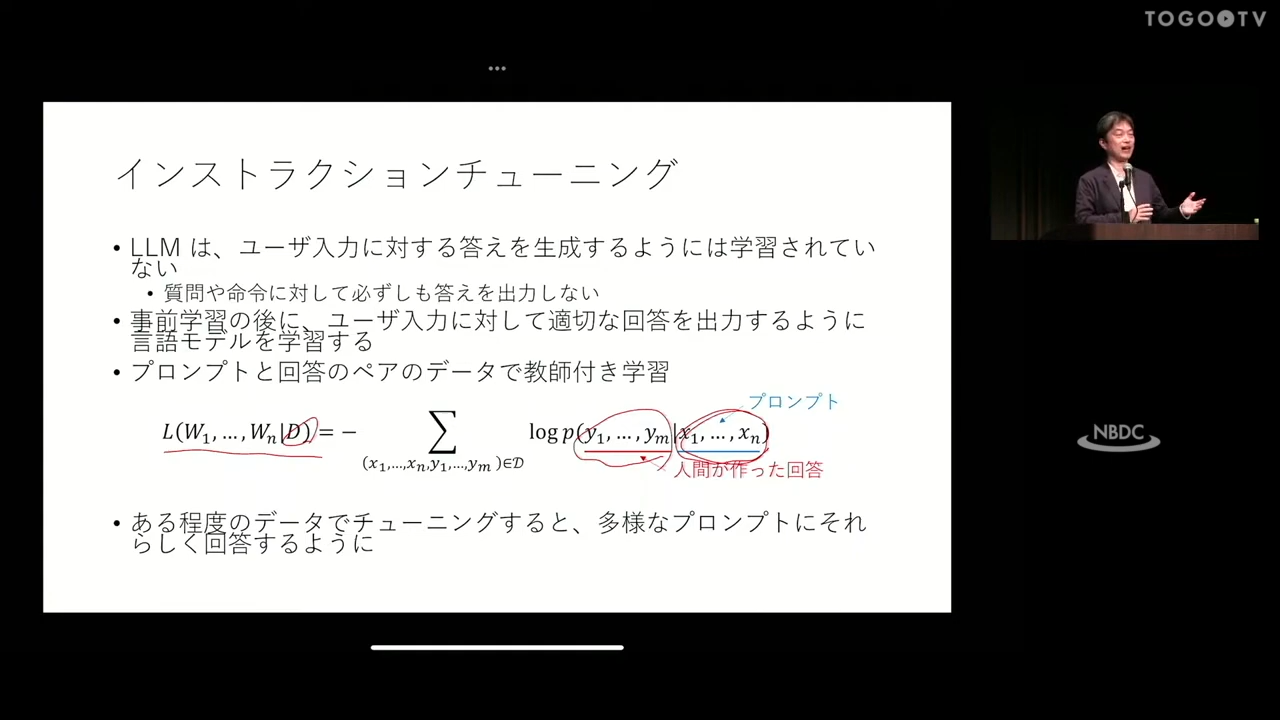 TOGO TV
インストラクションチューニング
• LLM は、ユーザ入力に対する答えを生成するようには学習されてい
ない
• 質問や命令に対して必ずしも答えを出力しない
• 事前学習の後に、ユーザ入力に対して適切な回答を出力するように
言語モデルを学習する
• プロンプトと回答のペアのデータで教師付き学習
プロンプト
L(W₁, … , Wₙ|D) = − ∑ log p(y₁, … , yₘ|x₁, … , xₙ)
(x₁,…,xₙ,y₁,…,yₘ )∈𝒟
人間が作った回答
• ある程度のデータでチューニングすると、多様なプロンプトにそれ
らしく回答するように
NBDC